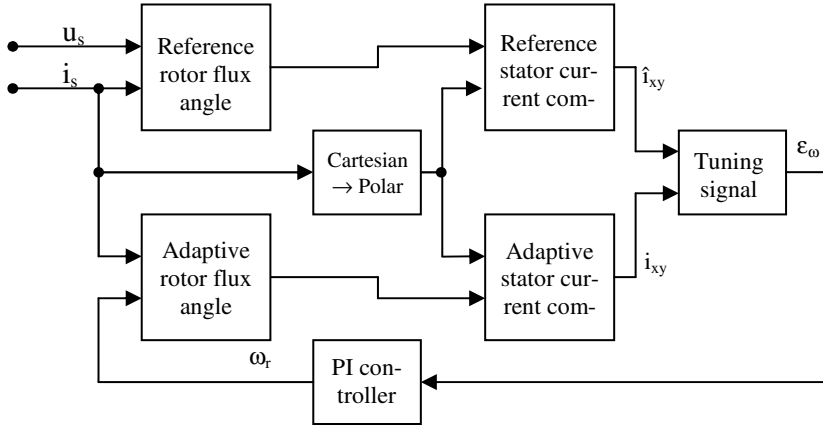 u_s
i_s
Reference
rotor flux
angle
Reference
stator cur-
rent com-
î_xy
Cartesian
→ Polar
Tuning
signal
ε_ω
Adaptive
rotor flux
angle
Adaptive
stator cur-
rent com-
i_xy
ω_r
PI con-
troller